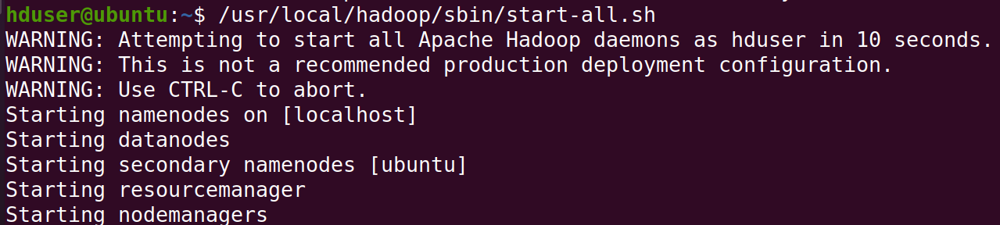 hduser@ubuntu:~$ /usr/local/hadoop/sbin/start-all.sh
WARNING: Attempting to start all Apache Hadoop daemons as hduser in 10 seconds.
WARNING: This is not a recommended production deployment configuration.
WARNING: Use CTRL-C to abort.
Starting namenodes on [localhost]
Starting datanodes
Starting secondary namenodes [ubuntu]
Starting resourcemanager
Starting nodemanagers